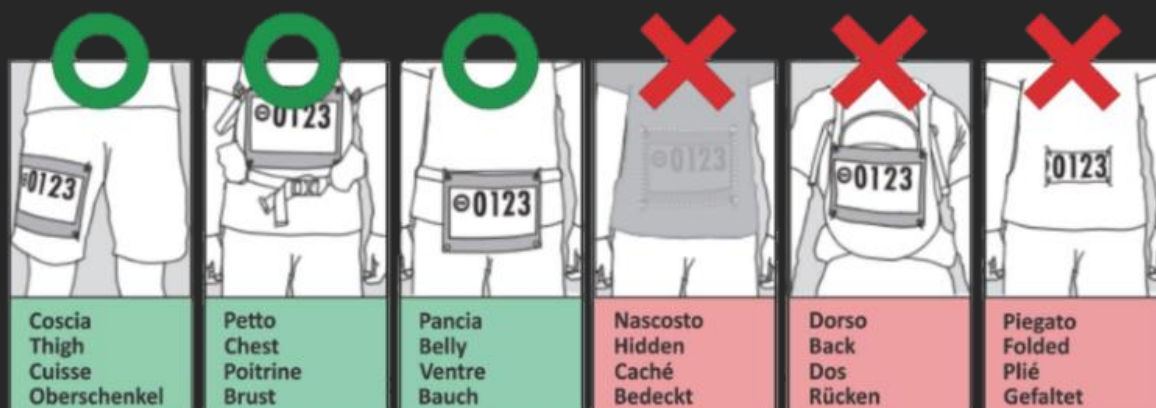 0123
0123
0123
0123
0123
0123
Coscia
Thigh
Cuisse
Oberschenkel
Petto
Chest
Poitrine
Brust
Pancia
Belly
Ventre
Bauch
Nascosto
Hidden
Caché
Bedeckt
Dorso
Back
Dos
Rücken
Piegato
Folded
Plié
Gefaltet